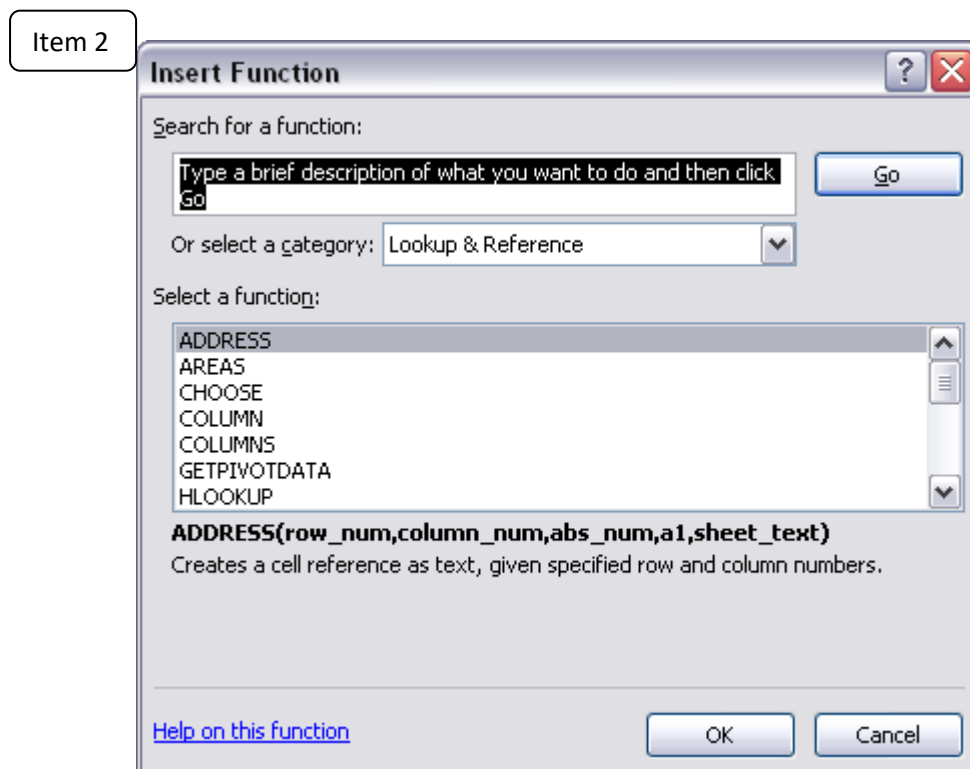 Item 2
Insert Function
Search for a function:
Type a brief description of what you want to do and then click
Go
Go
Or select a category: Lookup & Reference
Select a function:
ADDRESS
AREAS
CHOOSE
COLUMN
COLUMNS
GETPIVOTDATA
HLOOKUP
ADDRESS(row_num,column_num,abs_num,a1,sheet_text)
Creates a cell reference as text, given specified row and column numbers.
Help on this function
OK
Cancel